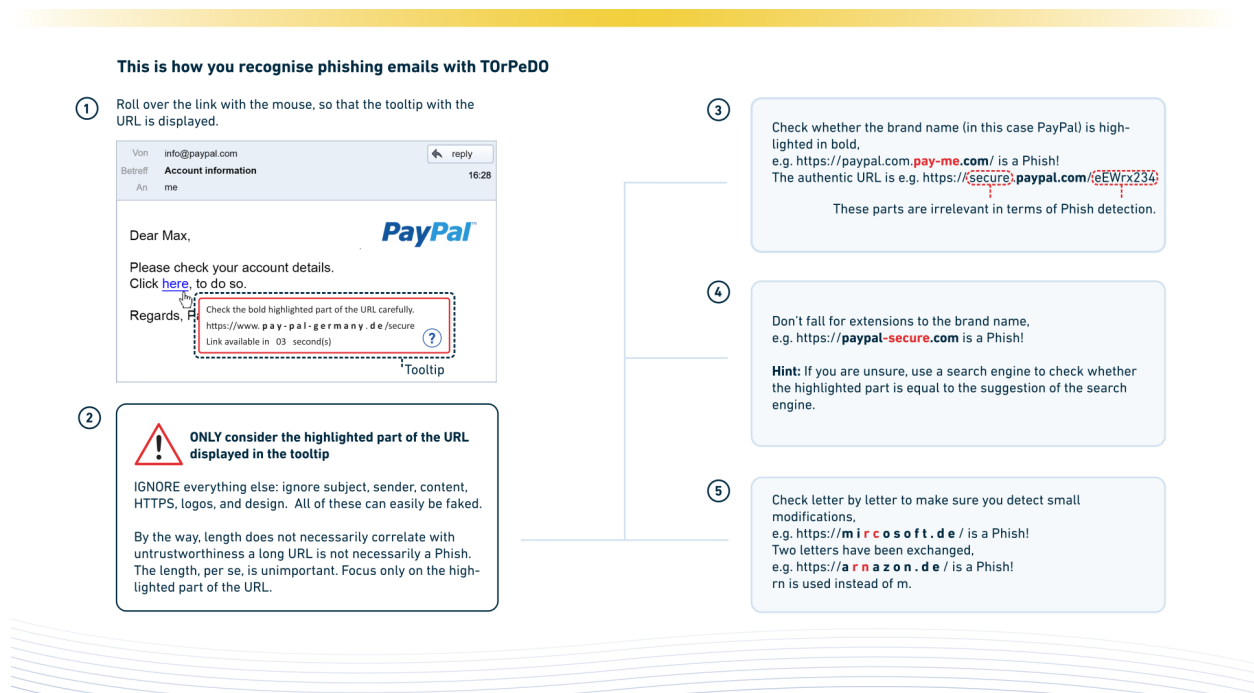 This is how you recognise phishing emails with TOrPeDO
1
Roll over the link with the mouse, so that the tooltip with the
URL is displayed.
Von info@paypal.com
reply
Betreff Account information
16:28
An me
Dear Max,
PayPal™
Please check your account details.
Click here, to do so.
Regards, Pa
Check the bold highlighted part of the URL carefully.
https://www. p a y - p a l - g e r m a n y . d e /secure
Link available in 03 second(s)
?
Tooltip
2
ONLY consider the highlighted part of the URL
displayed in the tooltip
IGNORE everything else: ignore subject, sender, content,
HTTPS, logos, and design. All of these can easily be faked.
By the way, length does not necessarily correlate with
untrustworthiness a long URL is not necessarily a Phish.
The length, per se, is unimportant. Focus only on the high-
lighted part of the URL.
3
Check whether the brand name (in this case PayPal) is high-
lighted in bold,
e.g. https://paypal.com.pay-me.com/ is a Phish!
The authentic URL is e.g. https://secure.paypal.com/eEWrx234
These parts are irrelevant in terms of Phish detection.
4
Don't fall for extensions to the brand name,
e.g. https://paypal-secure.com is a Phish!
Hint: If you are unsure, use a search engine to check whether
the highlighted part is equal to the suggestion of the search
engine.
5
Check letter by letter to make sure you detect small
modifications,
e.g. https://m i r c o s o f t . d e / is a Phish!
Two letters have been exchanged,
e.g. https://a r n a z o n . d e / is a Phish!
rn is used instead of m.